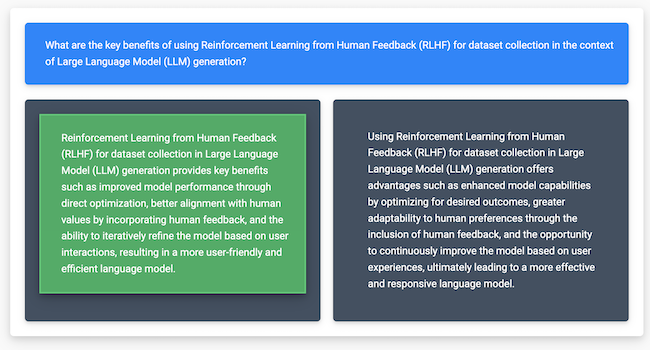 What are the key benefits of using Reinforcement Learning from Human Feedback (RLHF) for dataset collection in the context
of Large Language Model (LLM) generation?
Reinforcement Learning from Human Feedback
(RLHF) for dataset collection in Large Language
Model (LLM) generation provides key benefits
such as improved model performance through
direct optimization, better alignment with human
values by incorporating human feedback, and the
ability to iteratively refine the model based on user
interactions, resulting in a more user-friendly and
efficient language model.
Using Reinforcement Learning from Human
Feedback (RLHF) for dataset collection in Large
Language Model (LLM) generation offers
advantages such as enhanced model capabilities
by optimizing for desired outcomes, greater
adaptability to human preferences through the
inclusion of human feedback, and the opportunity
to continuously improve the model based on user
experiences, ultimately leading to a more effective
and responsive language model.